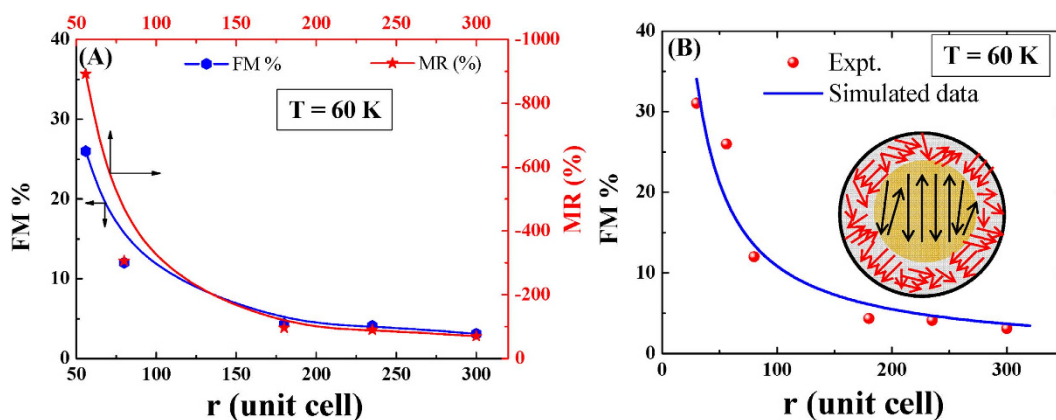 50 100 150 200 250 300
40
30
20
10
0
FM %
(A)
FM %
MR (%)
T = 60 K
-1000
-800
-600
-400
-200
0
MR (%)
50 100 150 200 250 300
r (unit cell)
40
30
20
10
0
FM %
(B)
T = 60 K
Expt.
Simulated data
0 100 200 300
r (unit cell)